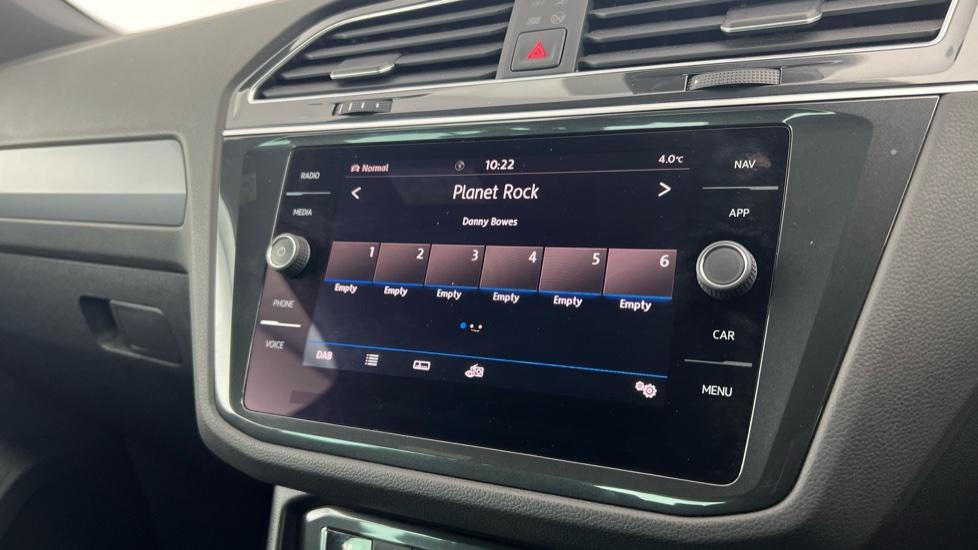 OFF
RADIO
Normal
10:22
4.0°C
NAV
MEDIA
< Planet Rock >
APP
Danny Bowes
1 2 3 4 5 6
Empty Empty Empty Empty Empty Empty
PHONE
CAR
VOICE
DAB
MENU